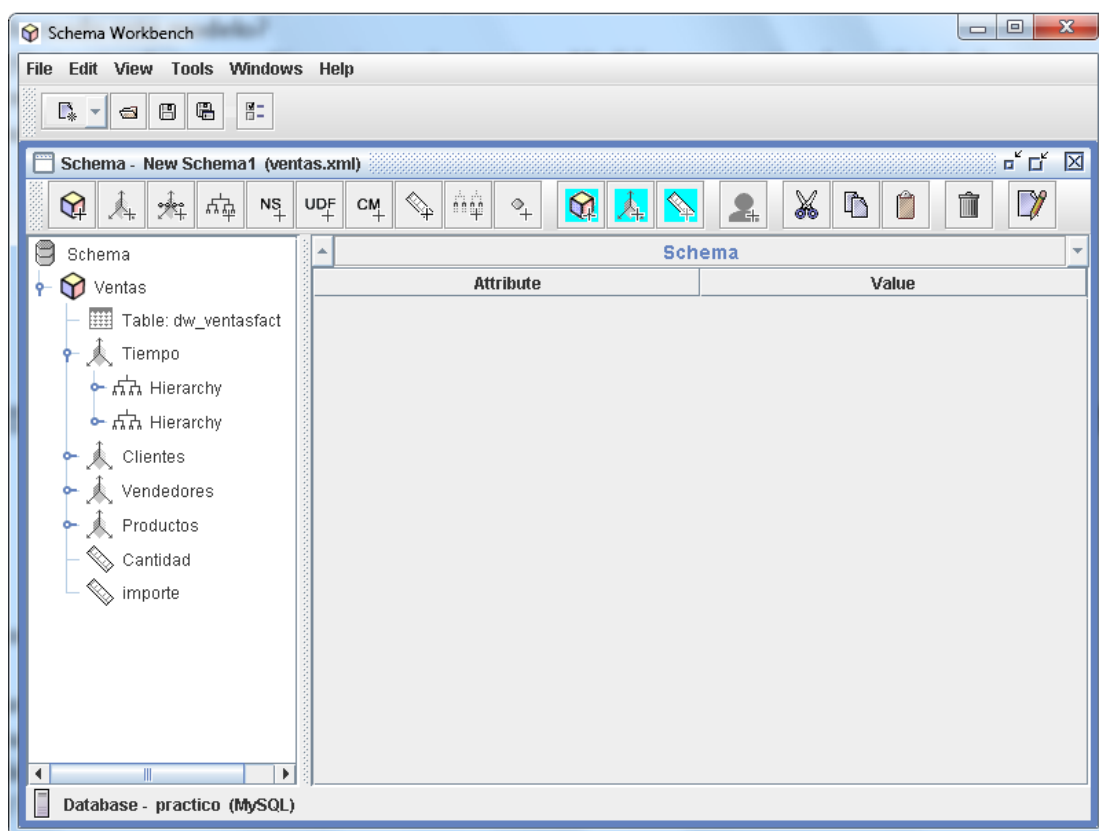 Schema Workbench
File Edit View Tools Windows Help
Schema - New Schema1 (ventas.xml)
NS UDF CM
Schema
Schema
Attribute Value
Ventas
Table: dw_ventasfact
Tiempo
Hierarchy
Hierarchy
Clientes
Vendedores
Productos
Cantidad
importe
Database - practico (MySQL)